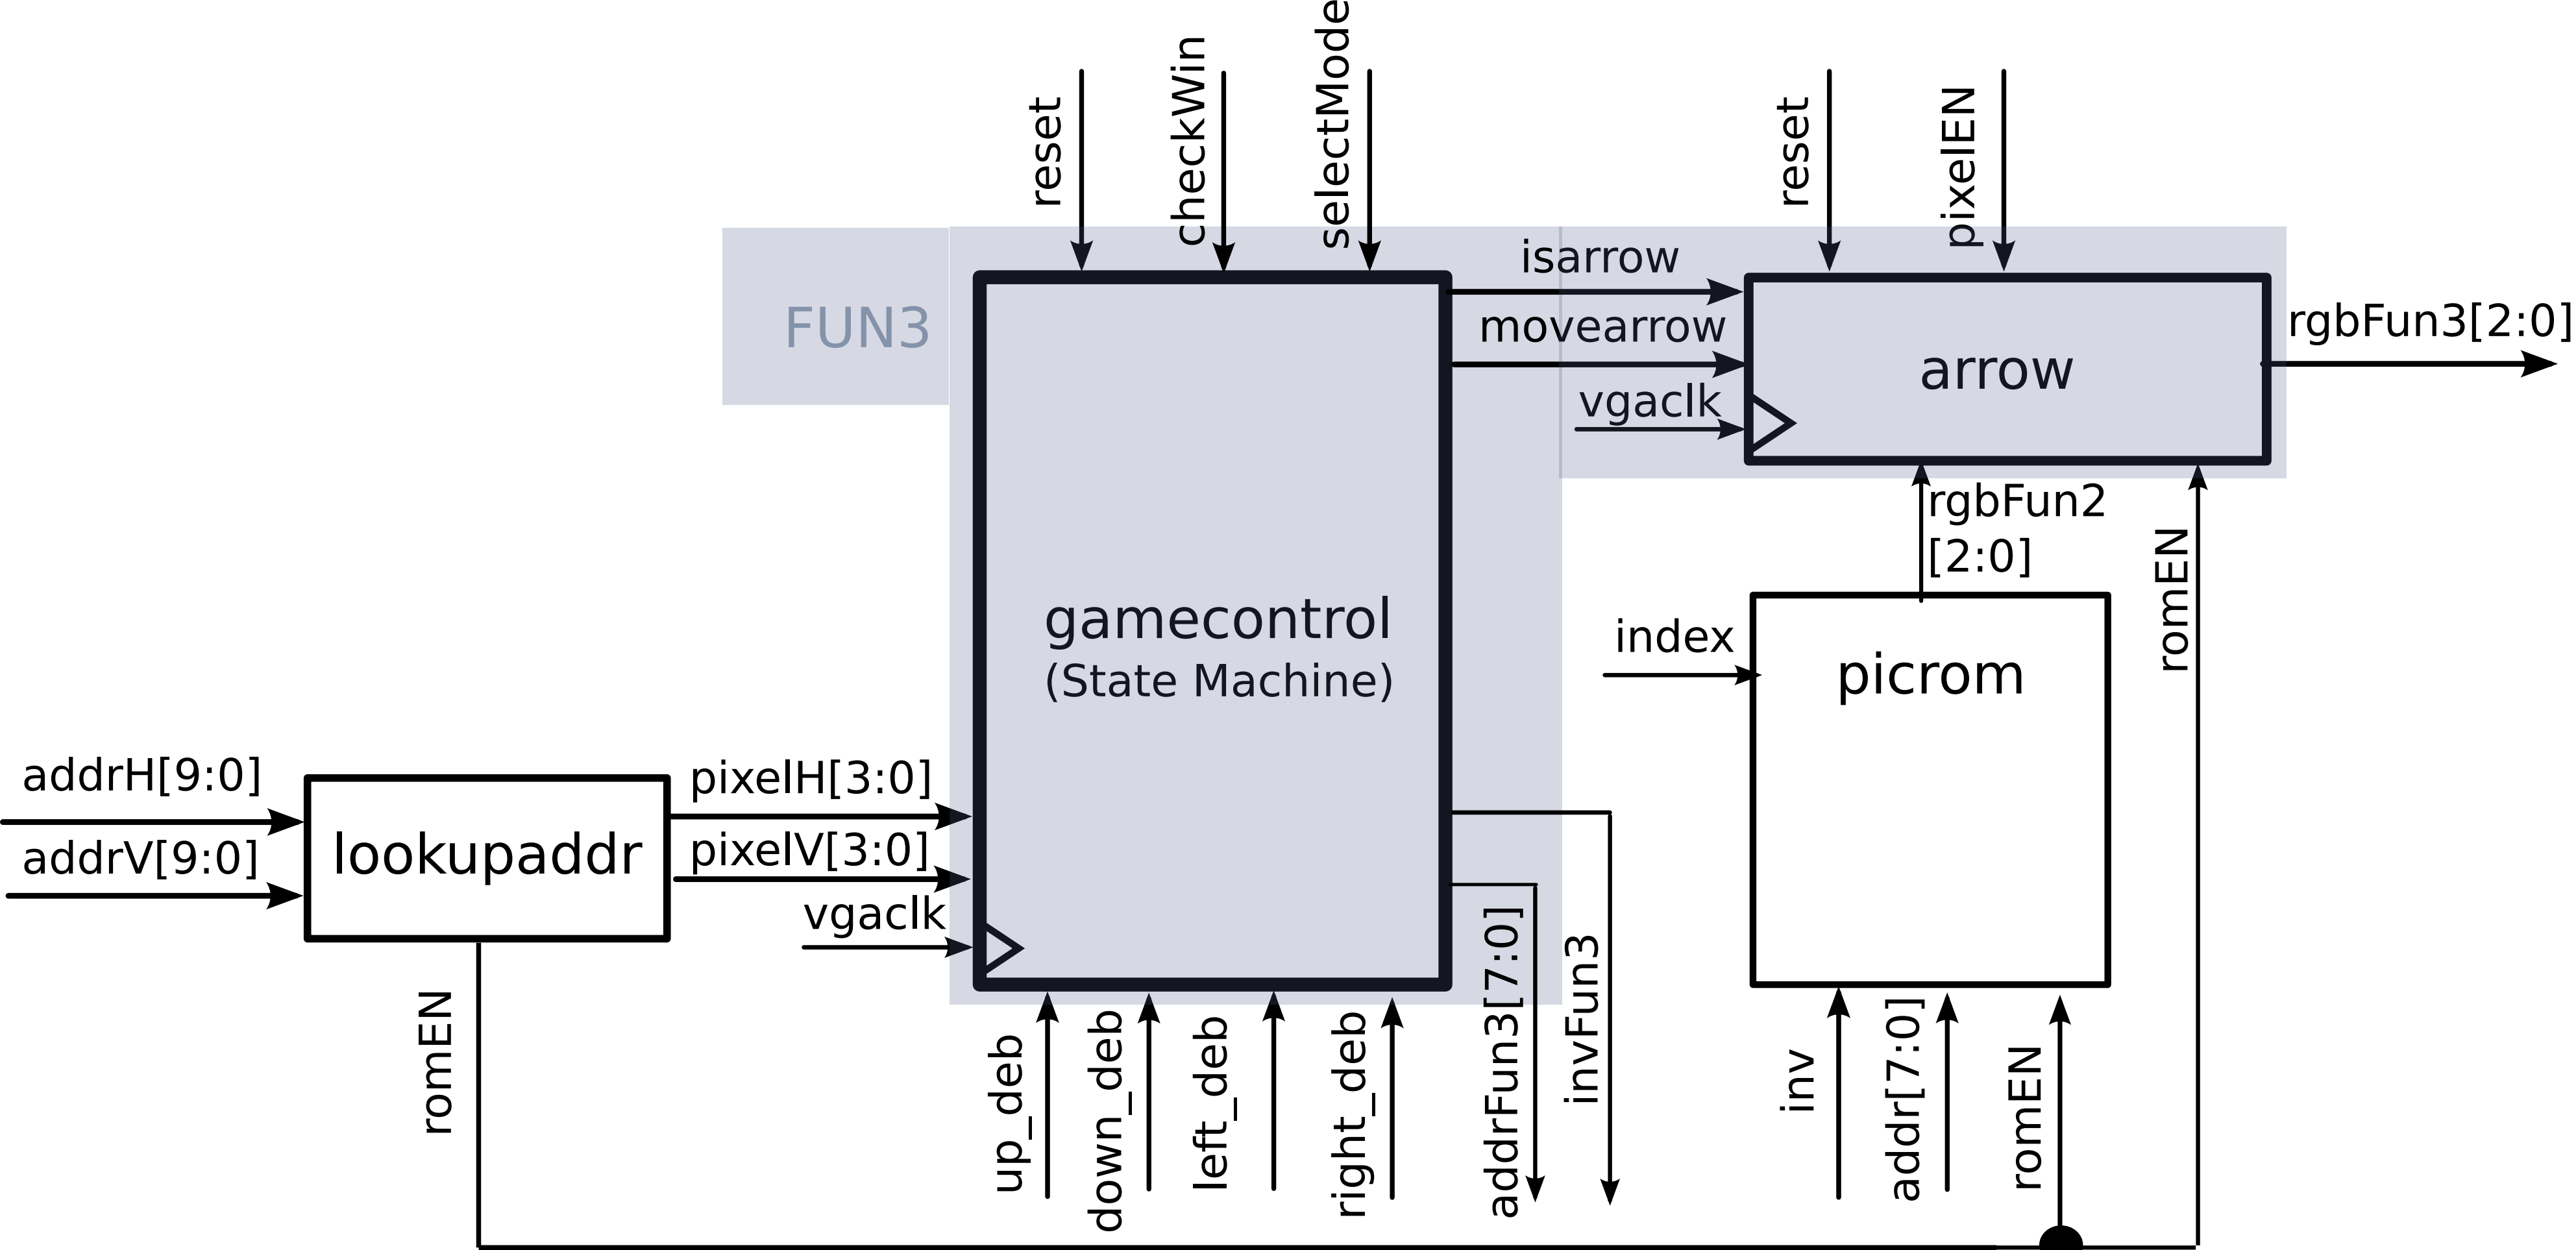 reset
checkWin
selectMode
reset
pixelEN
FUN3
isarrow
movearrow
vgaclk
arrow
rgbFun3[2:0]
rgbFun2
[2:0]
romEN
gamecontrol
(State Machine)
index
picrom
addrH[9:0]
addrV[9:0]
lookupaddr
pixelH[3:0]
pixelV[3:0]
vgaclk
romEN
up_deb
down_deb
left_deb
right_deb
addrFun3[7:0]
invFun3
inv
addr[7:0]
romEN